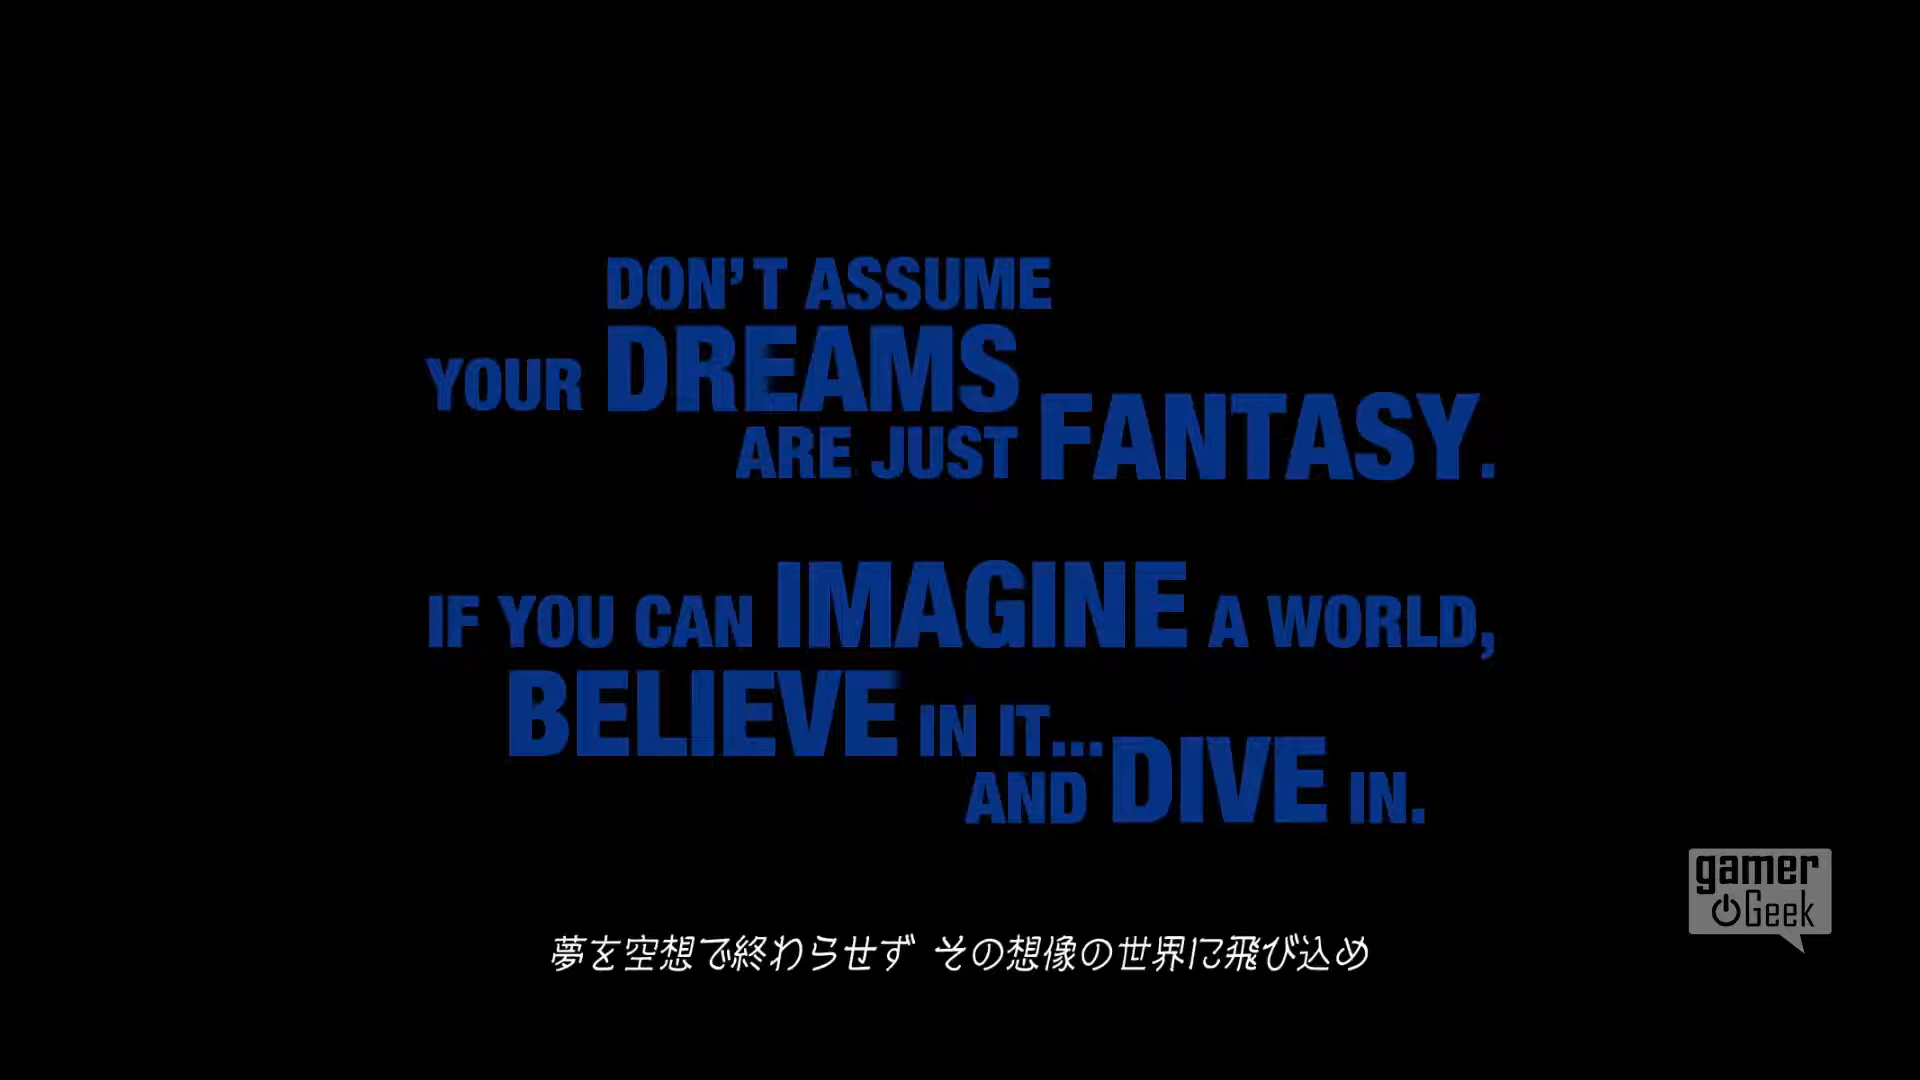 DON'T ASSUME
YOUR DREAMS
ARE JUST FANTASY.
IF YOU CAN IMAGINE A WORLD,
BELIEVE IN IT...
AND DIVE IN.
夢を空想で終わらせず その想像の世界に飛び込め
gamer
Geek